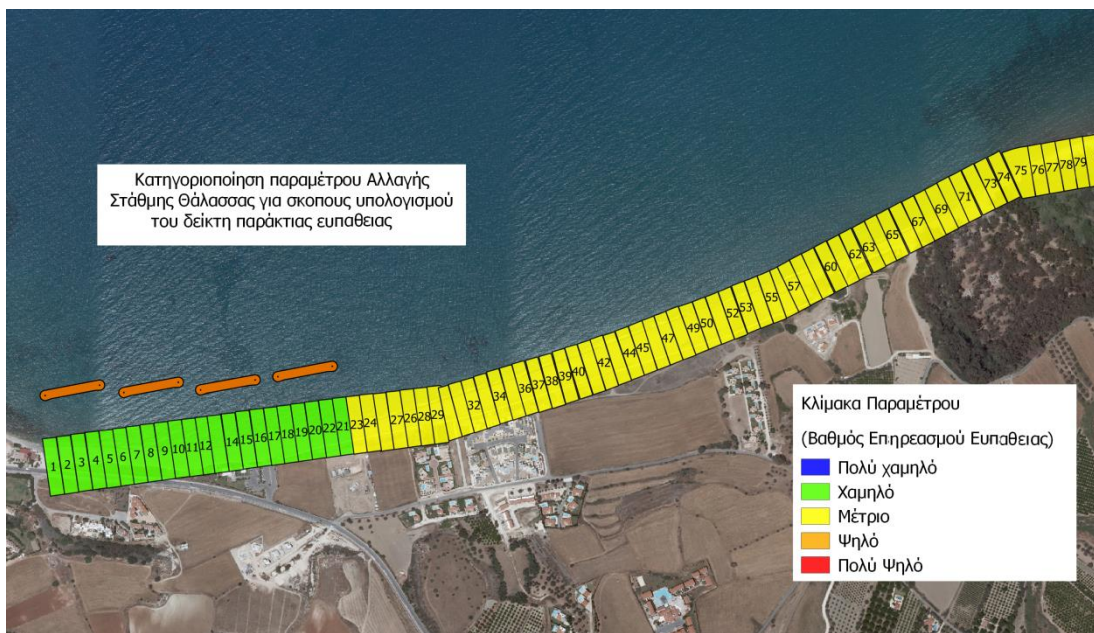 Κατηγοριοποίηση παραμέτρου Αλλαγής
Στάθμης Θάλασσας για σκοπους υπολογισμού
του δείκτη παράκτιας ευπαθειας
1 2 3 4 5 6 7 8 9 10 11 12 14 15 16 17 18 19 20 21 22 21 23 24 27 26 28 29 32 34 36 37 38 39 40 42 44 45 47 49 50 52 53 55 57 60 62 63 65 67 69 71 73 74 75 76 77 78 79
Κλίμακα Παραμέτρου
(Βαθμός Επηρεασμού Ευπαθειας)
Πολύ χαμηλό
Χαμηλό
Μέτριο
Ψηλό
Πολύ Ψηλό